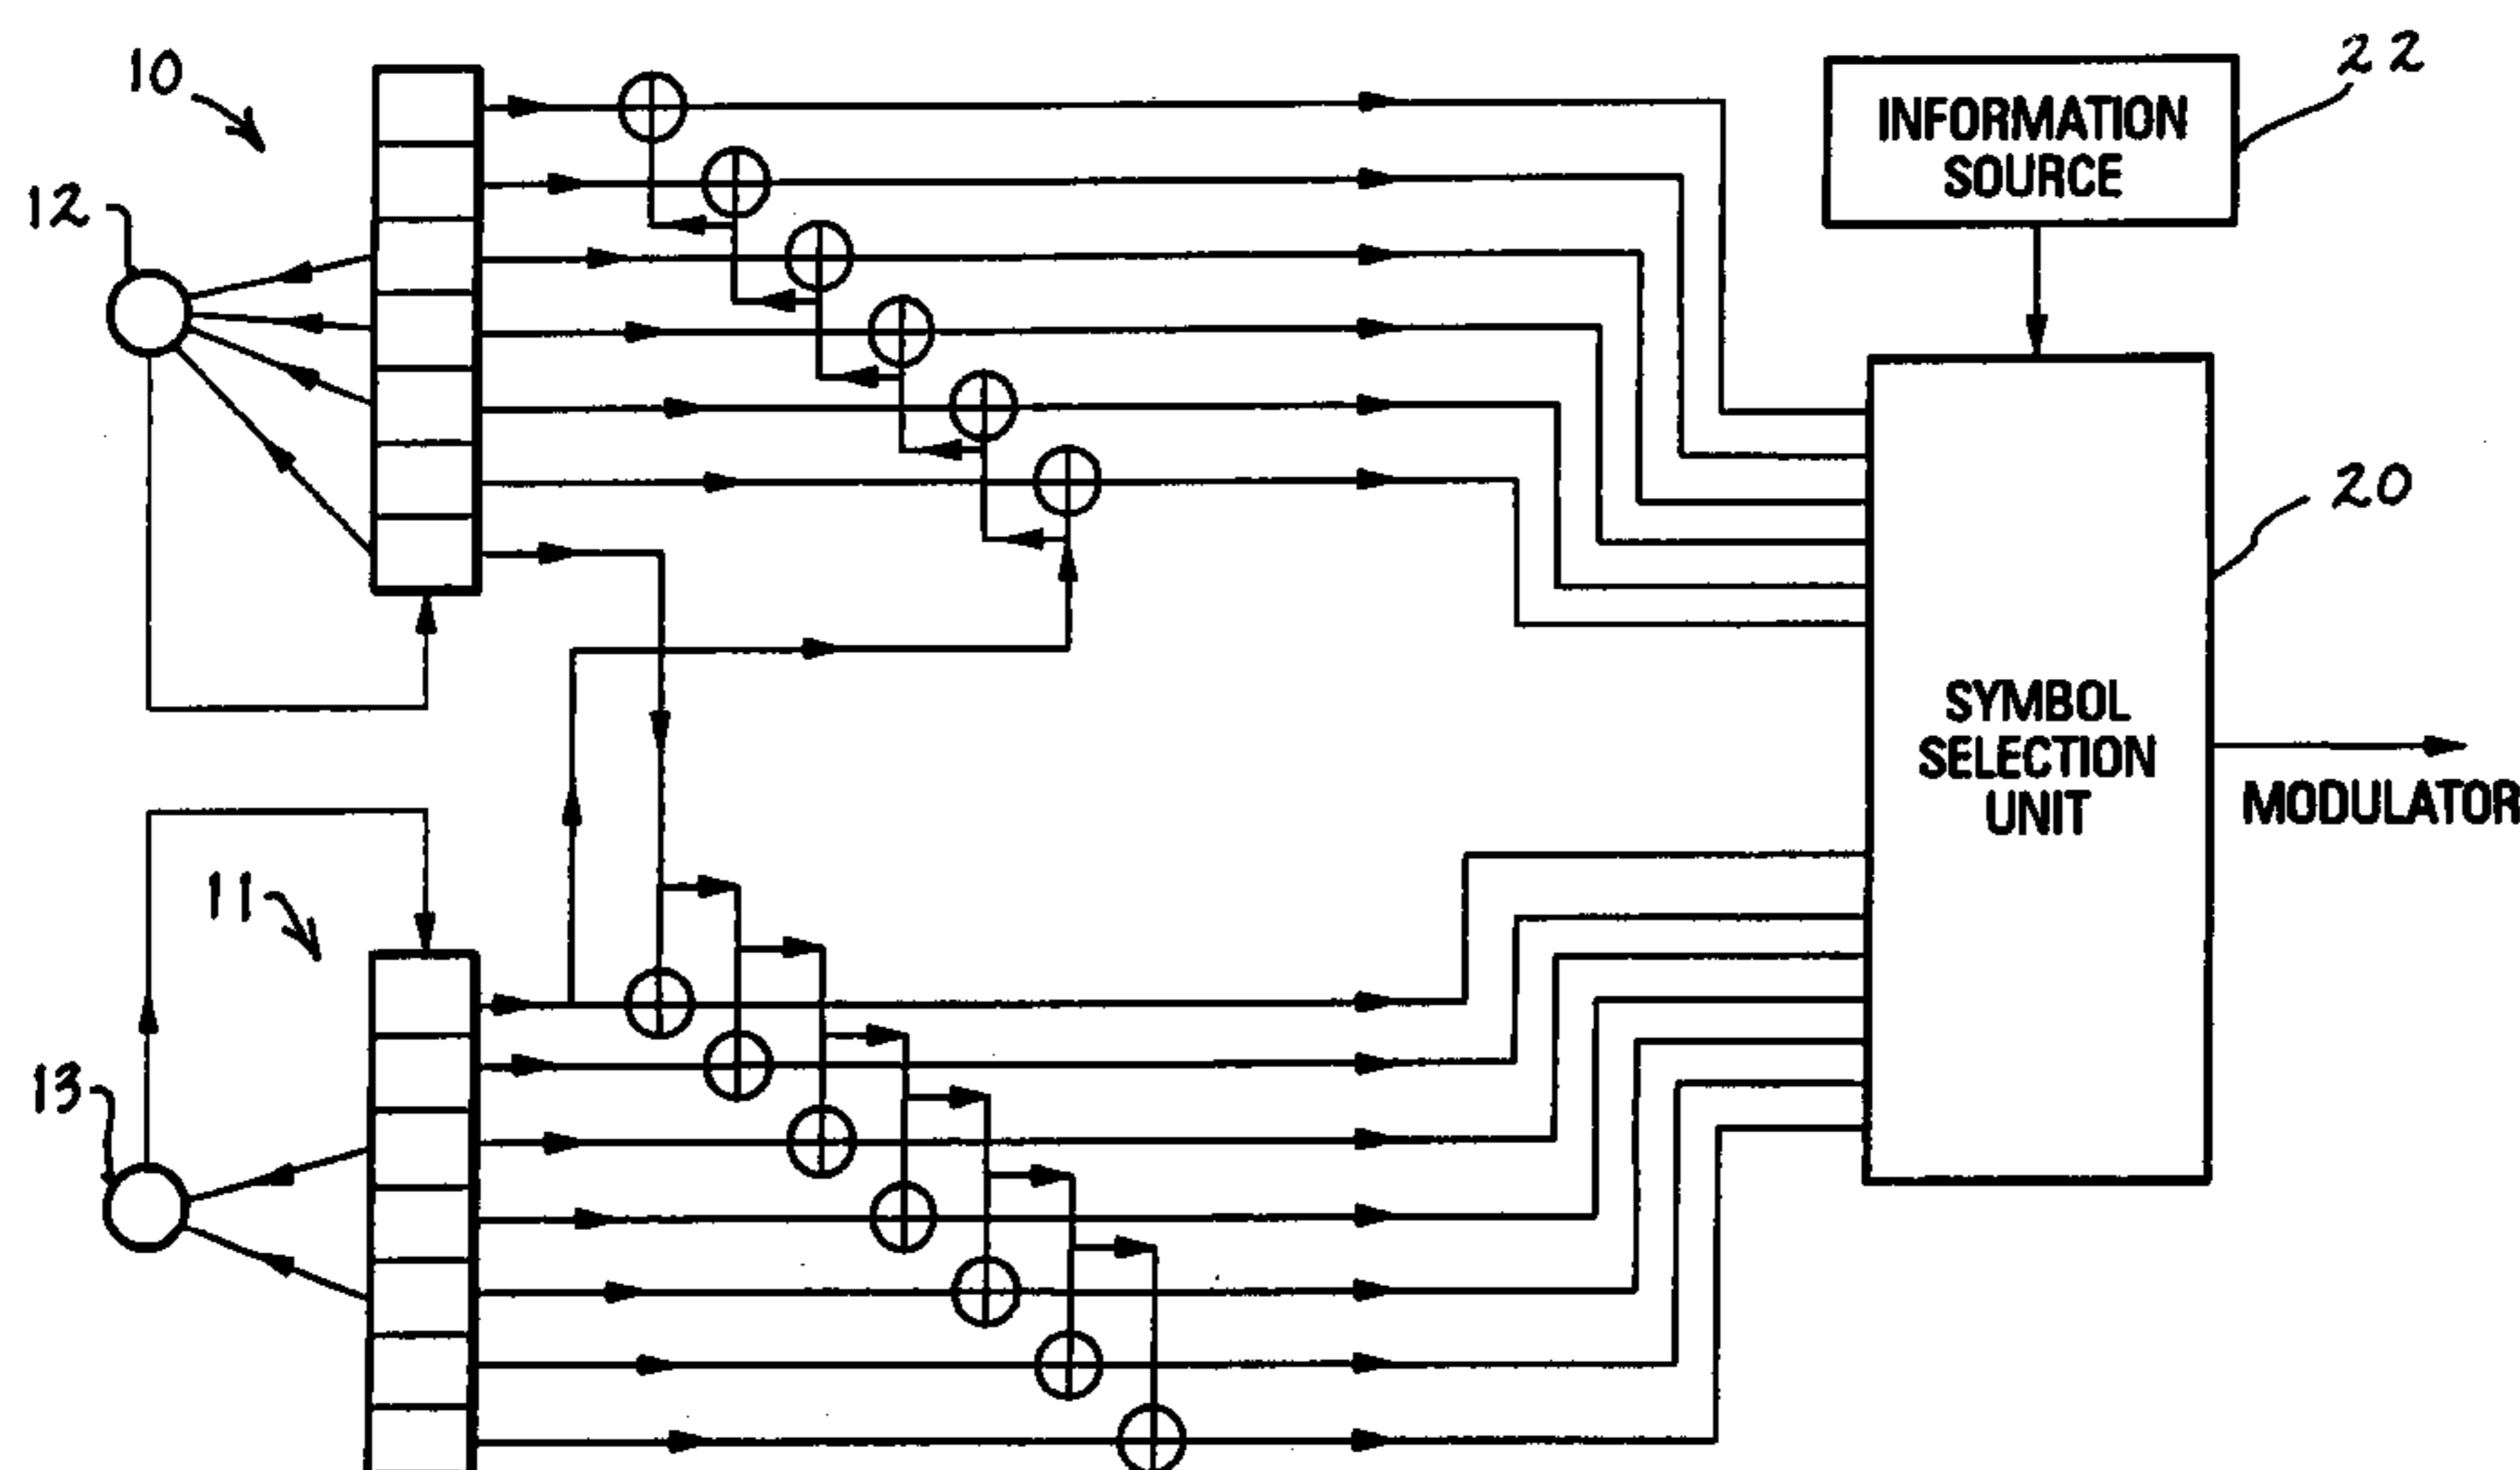 10
22
INFORMATION
SOURCE
12
20
SYMBOL
SELECTION
UNIT
MODULATOR
11
13